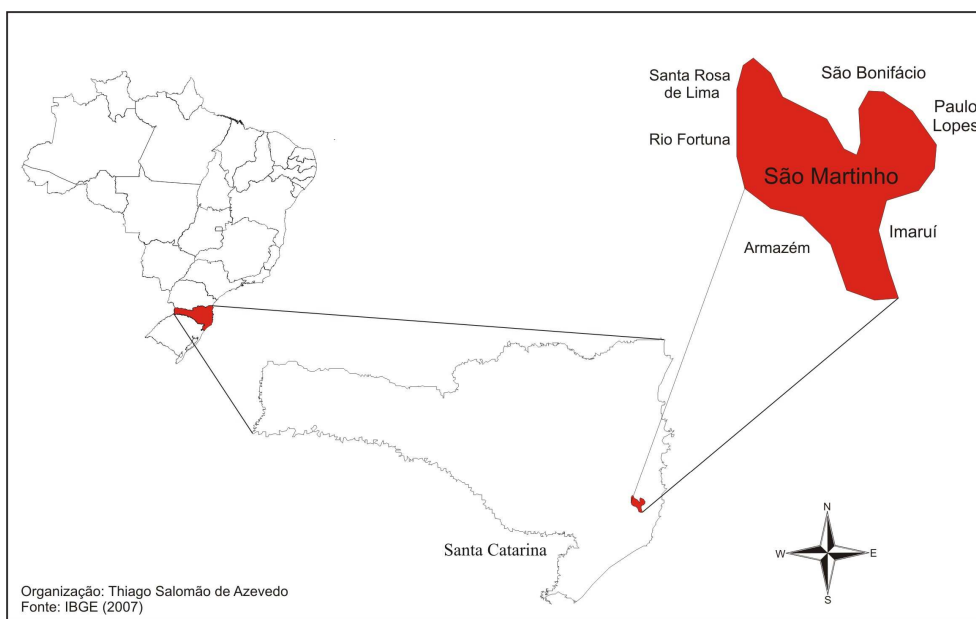 Santa Rosa
de Lima
São Bonifácio
Paulo
Lopes
Rio Fortuna
São Martinho
Armazém
Imaruí
Santa Catarina
N
W
E
S
Organização: Thiago Salomão de Azevedo
Fonte: IBGE (2007)